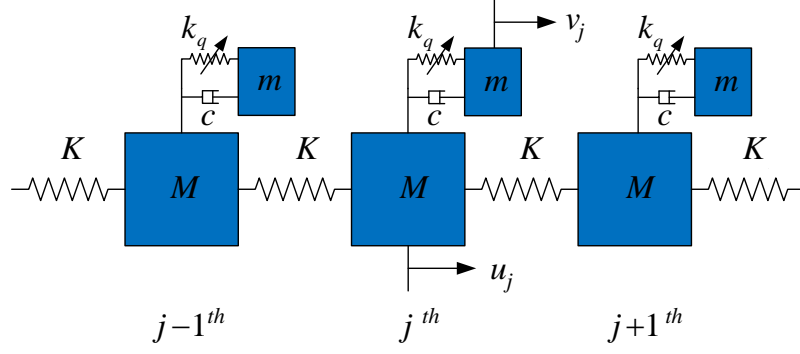 k_q k_q v_j k_q
m m m
c c c
K K K K
M M M
u_j
j-1^{th} j^{th} j+1^{th}